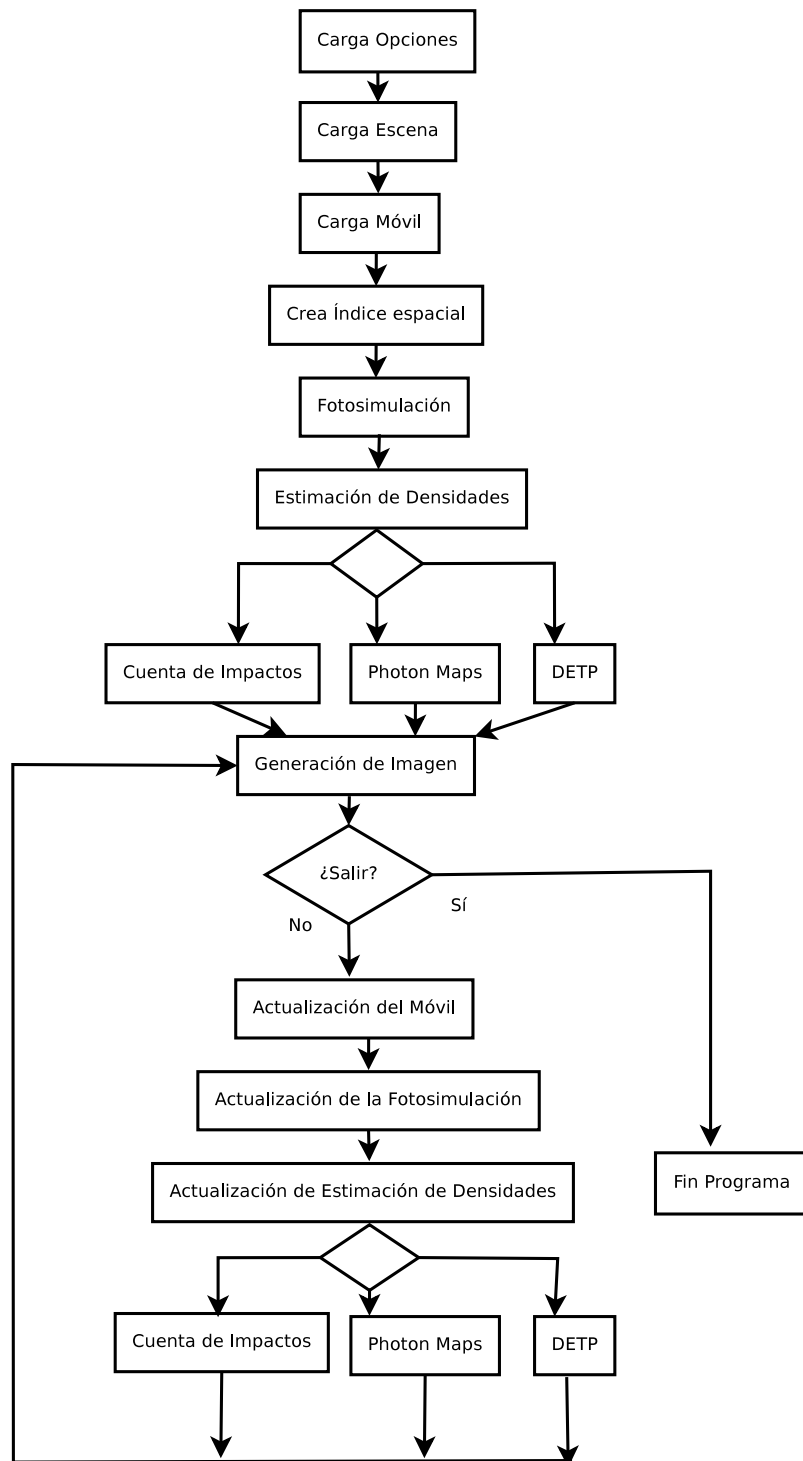 Carga Opciones
Carga Escena
Carga Móvil
Crea Índice espacial
Fotosimulación
Estimación de Densidades
Cuenta de Impactos
Photon Maps
DETP
Generación de Imagen
¿Salir?
Sí
No
Actualización del Móvil
Actualización de la Fotosimulación
Actualización de Estimación de Densidades
Fin Programa
Cuenta de Impactos
Photon Maps
DETP